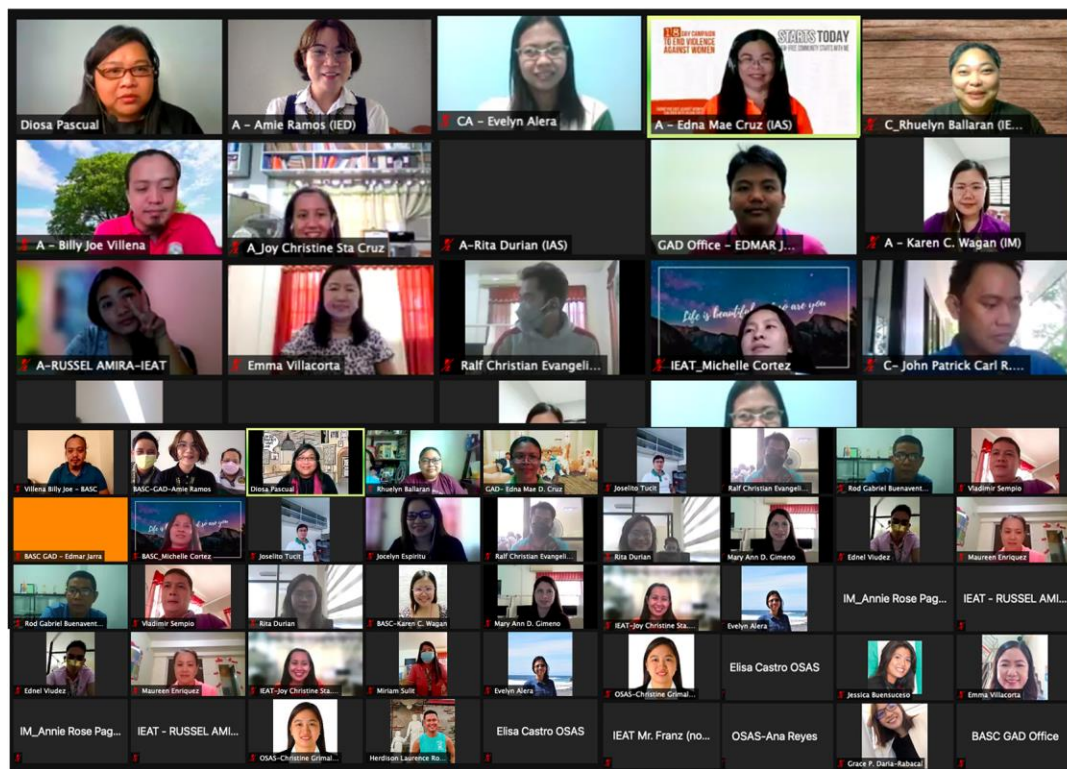 18 DAY CAMPAIGN
TO END VIOLENCE
AGAINST WOMEN
STARTS TODAY
Diosa Pascual
A - Amie Ramos (IED)
CA - Evelyn Alera
A - Edna Mae Cruz (IAS)
C_Rhuelyn Ballaran (IE...
A - Billy Joe Villena
A_Joy Christine Sta Cruz
A-Rita Durian (IAS)
GAD Office - EDMAR J...
A - Karen C. Wagan (IM)
Life is beautiful
so are you
A-RUSSEL AMIRA-IEAT
Emma Villacorta
Ralf Christian Evangeli...
IEAT_Michelle Cortez
C- John Patrick Carl R....
Villena Billy Joe - BASC
BASC-GAD-Amie Ramos
Diosa Pascual
Rhuelyn Ballaran
GAD- Edna Mae D. Cruz
Joselito Tucit
Ralf Christian Evangeli...
Rod Gabriel Buenavent...
Vladimir Sempio
BASC GAD - Edmar Jarra
BASC_Michelle Cortez
Joselito Tucit
Jocelyn Espiritu
Ralf Christian Evangeli...
Rita Durian
Mary Ann D. Gimeno
Ednel Viudez
Maureen Enriquez
Rod Gabriel Buenavent...
Vladimir Sempio
Rita Durian
BASC-Karen C. Wagan
Mary Ann D. Gimeno
IEAT-Joy Christine Sta....
Evelyn Alera
IM_Annie Rose Pag...
IEAT - RUSSEL AMI...
Ednel Viudez
Maureen Enriquez
IEAT-Joy Christine Sta....
Miriam Sulit
Evelyn Alera
OSAS-Christine Grimal...
Elisa Castro OSAS
Jessica Buensuceso
Emma Villacorta
IM_Annie Rose Pag...
IEAT - RUSSEL AMI...
OSAS-Christine Grimal...
Herdison Laurence Ro...
Elisa Castro OSAS
IEAT Mr. Franz (no...
OSAS-Ana Reyes
Grace P. Daria-Rabacal
BASC GAD Office